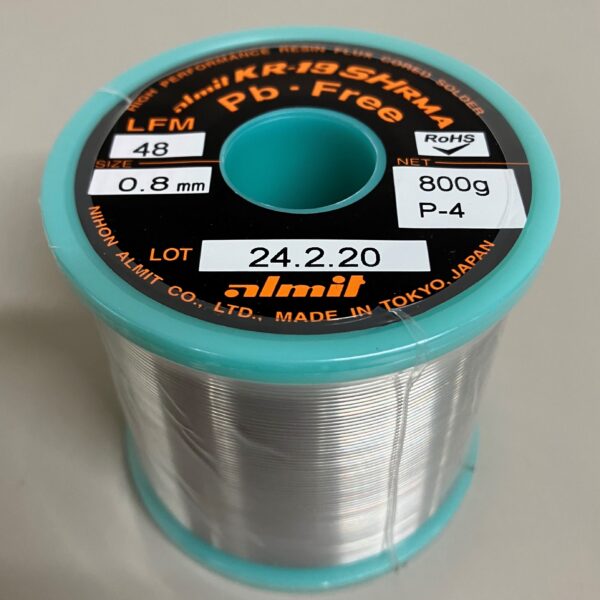 HIGH PERFORMANCE RESIN FLUX CORED SOLDER
almit KR-19 SHRMA
Pb・Free
LFM
48
RoHS
SIZE
0.8 mm
NET
800g
P-4
LOT
24.2.20
almit
NIHON ALMIT CO., LTD., MADE IN TOKYO, JAPAN